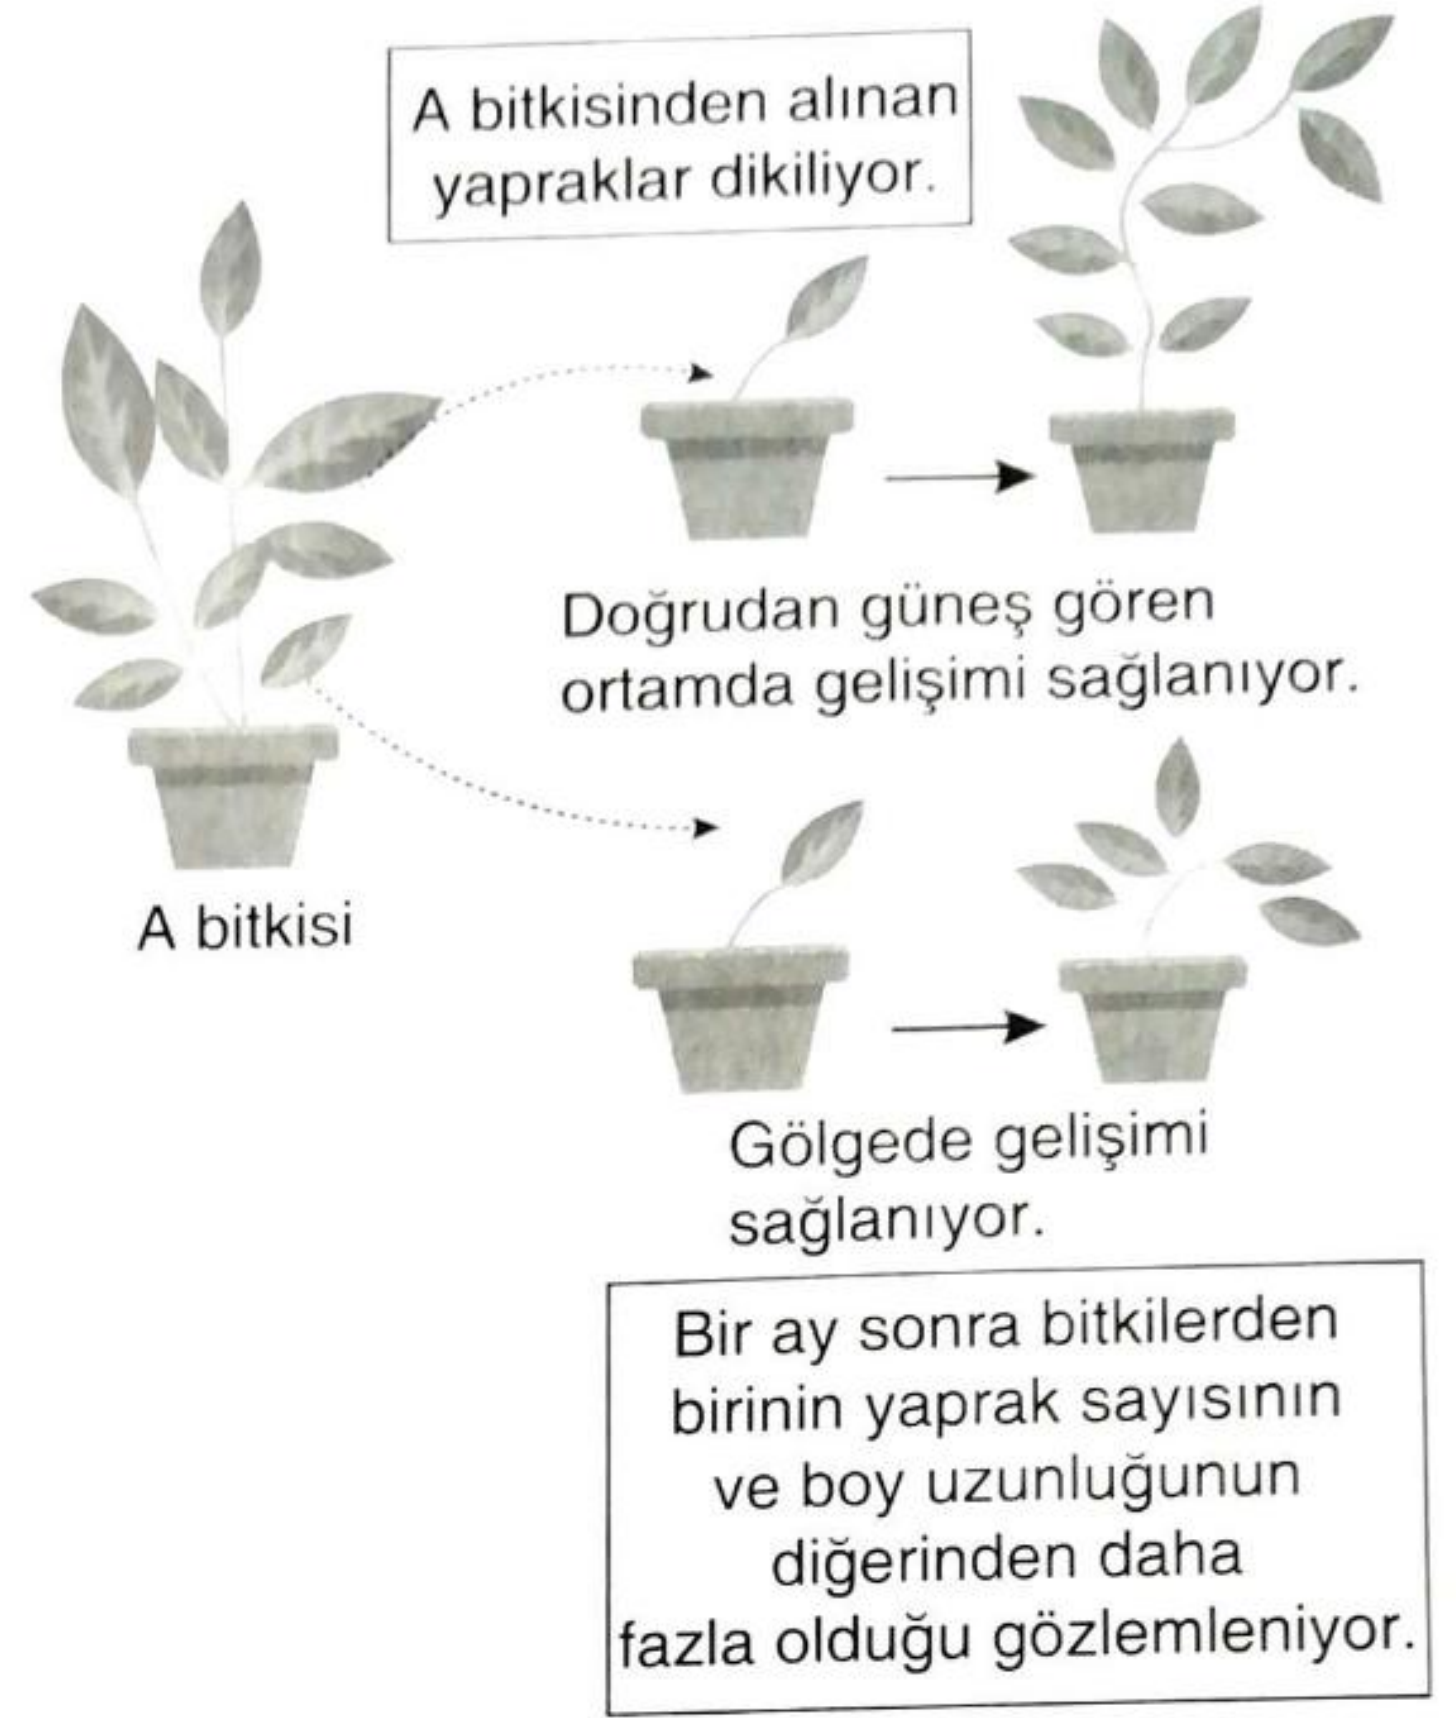 A bitkisinden alınan
yapraklar dikiliyor.
Doğrudan güneş gören
ortamda gelişimi sağlanıyor.
A bitkisi
Gölgede gelişimi
sağlanıyor.
Bir ay sonra bitkilerden
birinin yaprak sayısının
ve boy uzunluğunun
diğerinden daha
fazla olduğu gözlemleniyor.